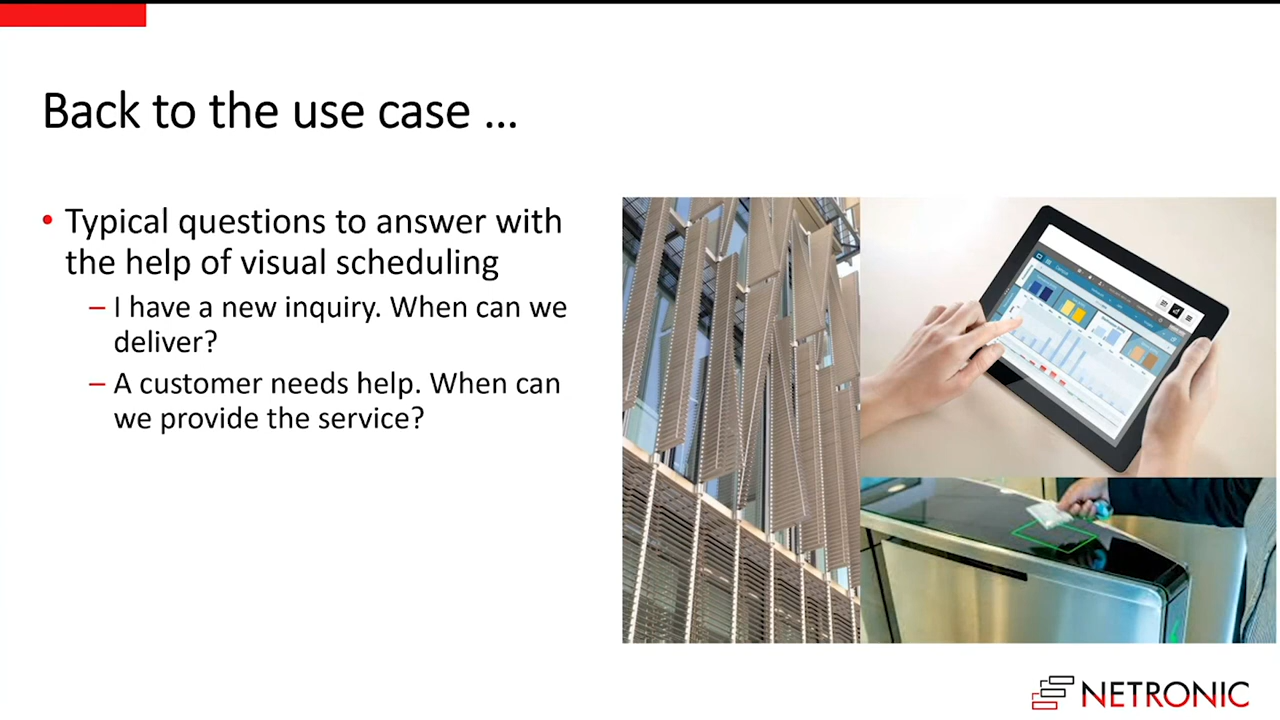 Back to the use case ...
• Typical questions to answer with
the help of visual scheduling
– I have a new inquiry. When can we
deliver?
– A customer needs help. When can
we provide the service?
NETRONIC